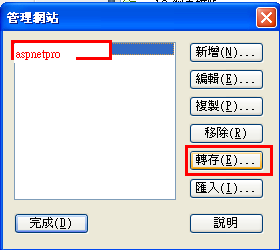 管理網站
aspnetpro
新增(N)...
編輯(E)...
複製(P)...
移除(R)
轉存(E)...
匯入(I)...
完成(D)
說明